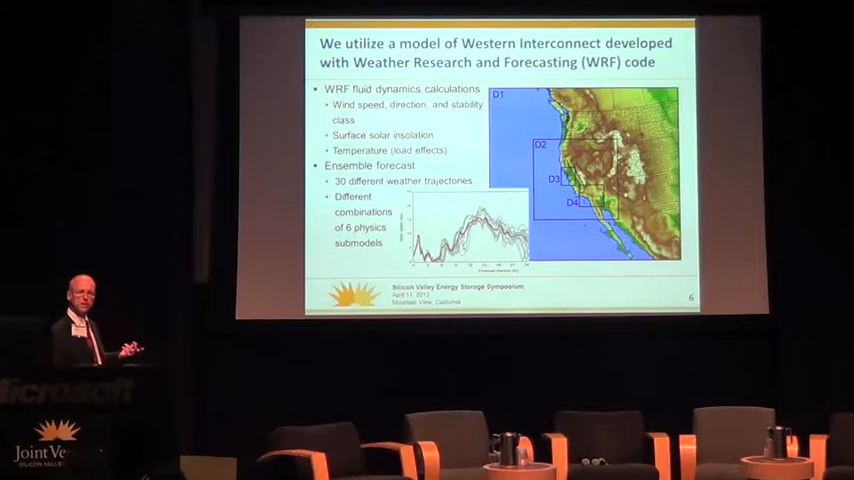 We utilize a model of Western Interconnect developed
with Weather Research and Forecasting (WRF) code
• WRF fluid dynamics calculations
• Wind speed, direction, and stability
class
• Surface solar insolation
• Temperature (load effects)
• Ensemble forecast
• 30 different weather trajectories
• Different
combinations
of 6 physics
submodels
D1
D2
D3
D4
Silicon Valley Energy Storage Symposium
April 11, 2013
Mountain View, California
6
Microsoft
Joint Ve
SILICON VALLEY